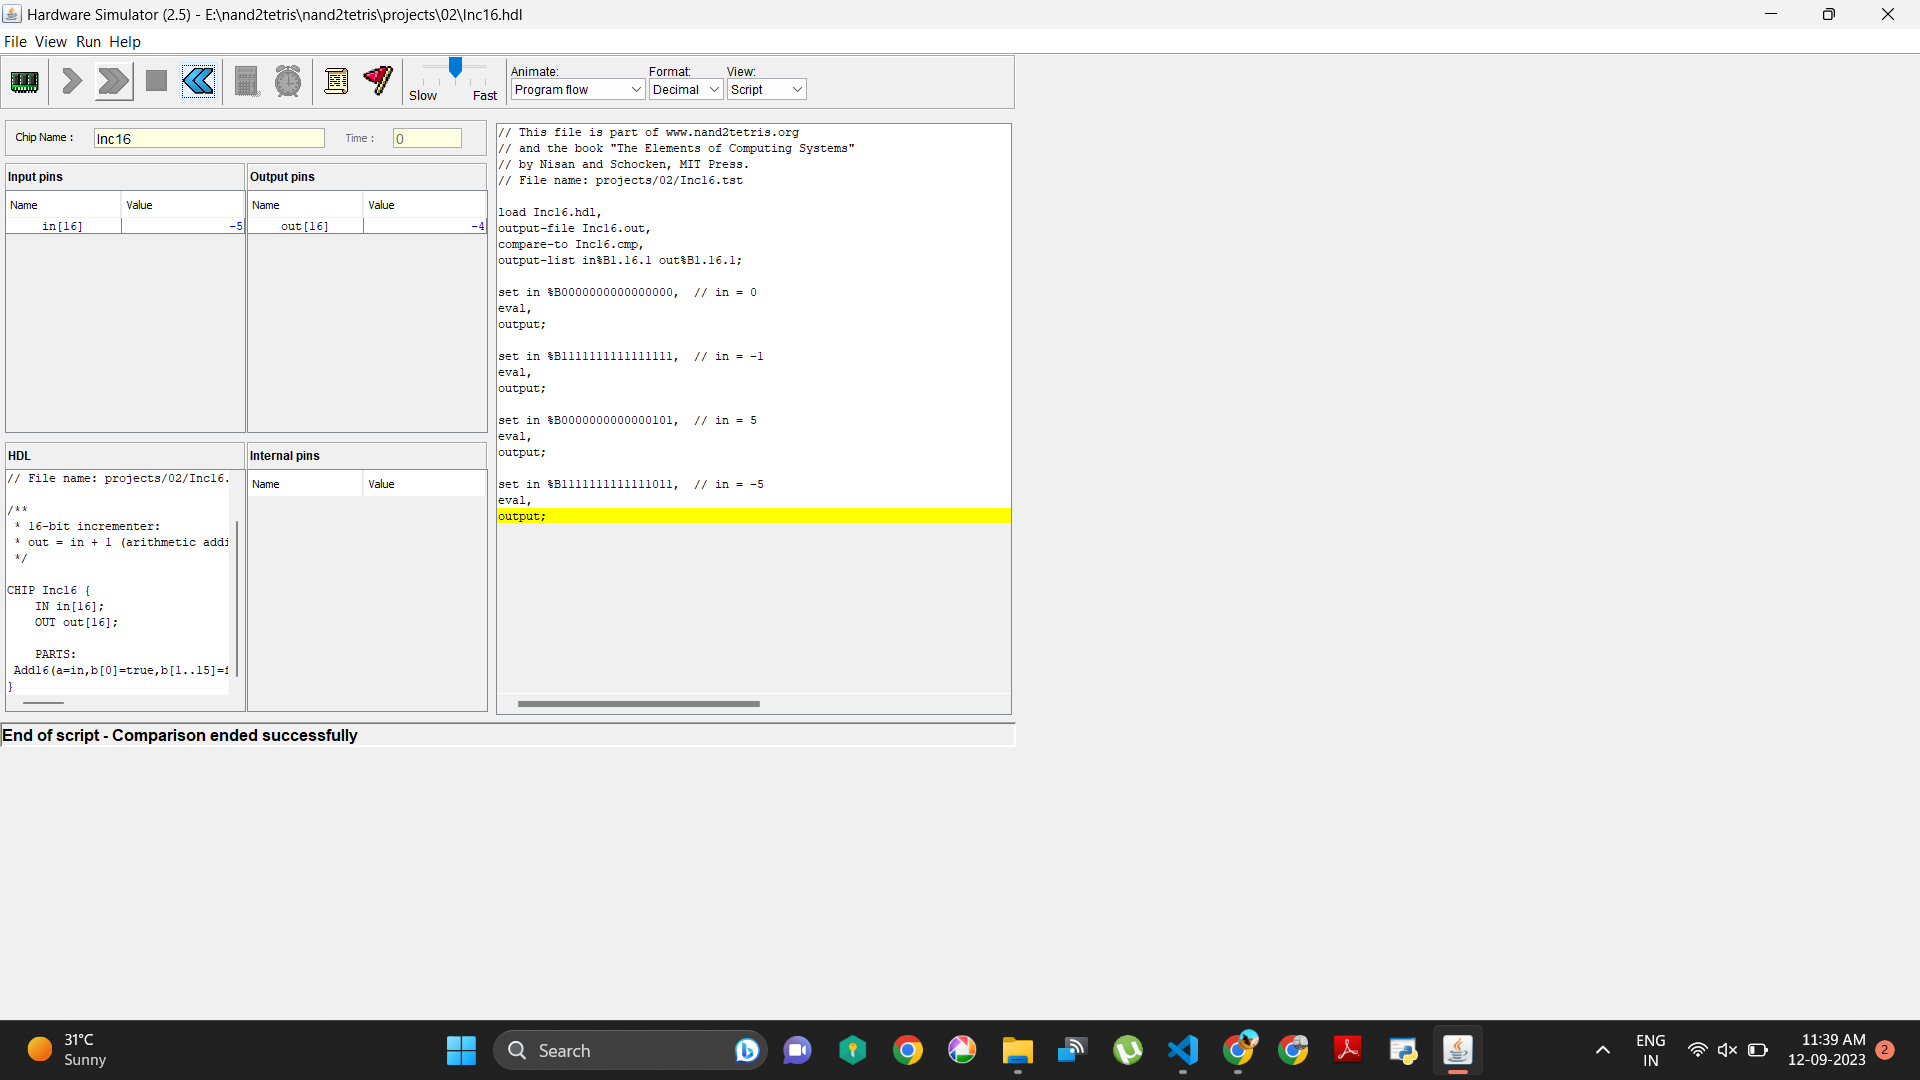 Hardware Simulator (2.5) - E:\nand2tetris\nand2tetris\projects\02\Inc16.hdl
File View Run Help
Slow Fast
Animate: Format: View:
Program flow Decimal Script
Chip Name : Inc16 Time : 0
Input pins
Name Value
in[16] -5
Output pins
Name Value
out[16] -4
HDL
// File name: projects/02/Inc16.
/**
* 16-bit incrementer:
* out = in + 1 (arithmetic addi
*/
CHIP Inc16 {
IN in[16];
OUT out[16];
PARTS:
Add16(a=in,b[0]=true,b[1..15]=f
}
Internal pins
Name Value
// This file is part of www.nand2tetris.org
// and the book "The Elements of Computing Systems"
// by Nisan and Schocken, MIT Press.
// File name: projects/02/Inc16.tst
load Inc16.hdl,
output-file Inc16.out,
compare-to Inc16.cmp,
output-list in%B1.16.1 out%B1.16.1;
set in %B0000000000000000,  // in = 0
eval,
output;
set in %B1111111111111111,  // in = -1
eval,
output;
set in %B0000000000000101,  // in = 5
eval,
output;
set in %B1111111111111011,  // in = -5
eval,
output;
End of script - Comparison ended successfully
31°C
Sunny
Search
ENG
IN
11:39 AM
12-09-2023
2